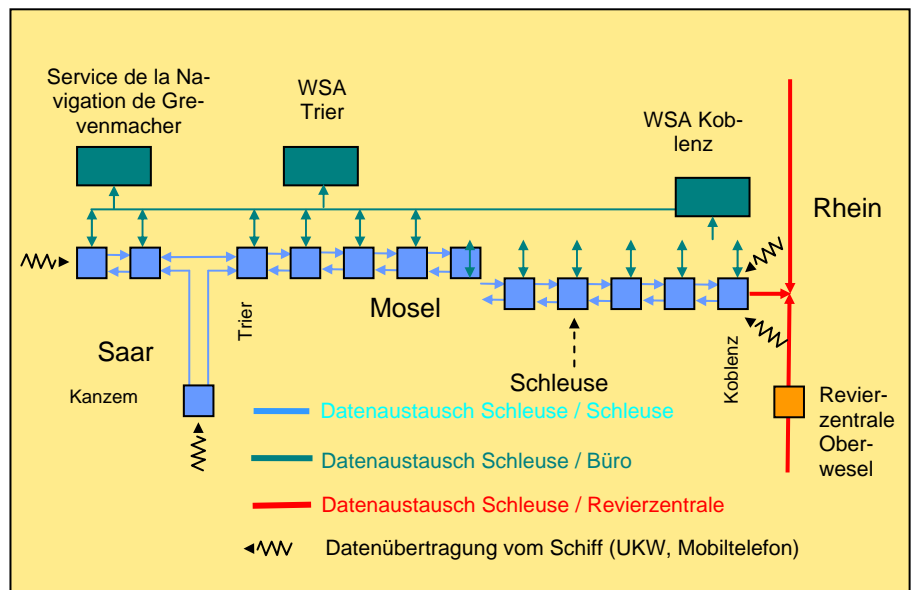 Service de la Na-
vigation de Gre-
venmacher
WSA
Trier
WSA Kob-
lenz
Rhein
Mosel
Trier
Saar
Kanzem
Schleuse
Koblenz
Revier-
zentrale
Ober-
wesel
Datenaustausch Schleuse / Schleuse
Datenaustausch Schleuse / Büro
Datenaustausch Schleuse / Revierzentrale
Datenübertragung vom Schiff (UKW, Mobiltelefon)